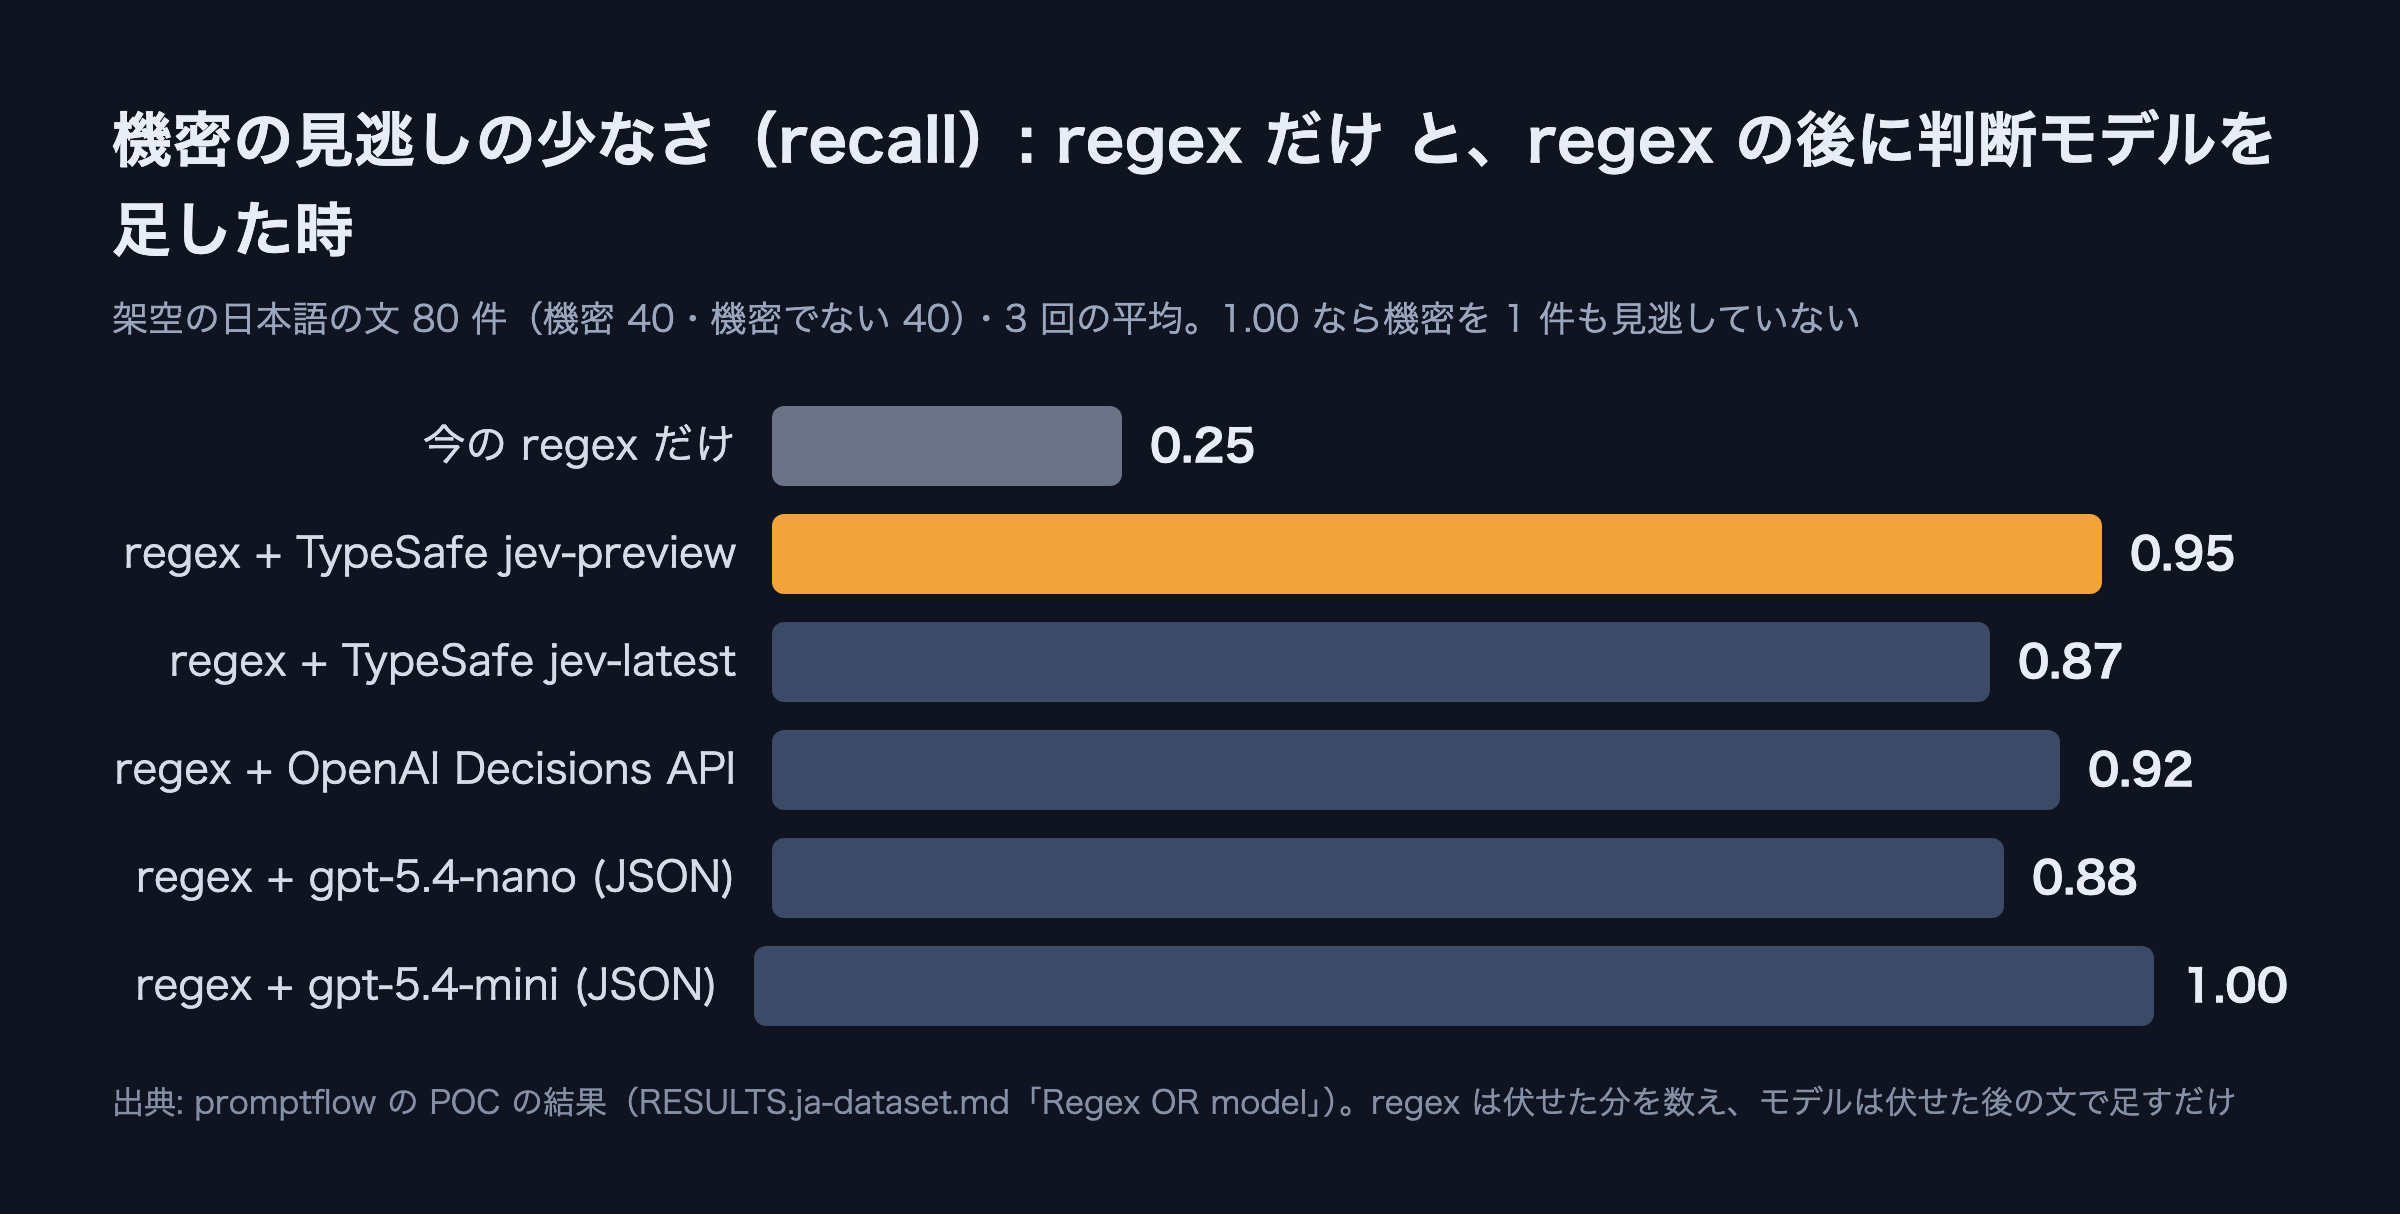 機密の見逃しの少なさ（recall）: regex だけ と、regex の後に判断モデルを
足した時
架空の日本語の文 80 件（機密 40・機密でない 40）・3 回の平均。1.00 なら機密を 1 件も見逃していない
今の regex だけ 0.25
regex + TypeSafe jev-preview 0.95
regex + TypeSafe jev-latest 0.87
regex + OpenAI Decisions API 0.92
regex + gpt-5.4-nano (JSON) 0.88
regex + gpt-5.4-mini (JSON) 1.00
出典: promptflow の POC の結果（RESULTS.ja-dataset.md「Regex OR model」）。regex は伏せた分を数え、モデルは伏せた後の文で足すだけ